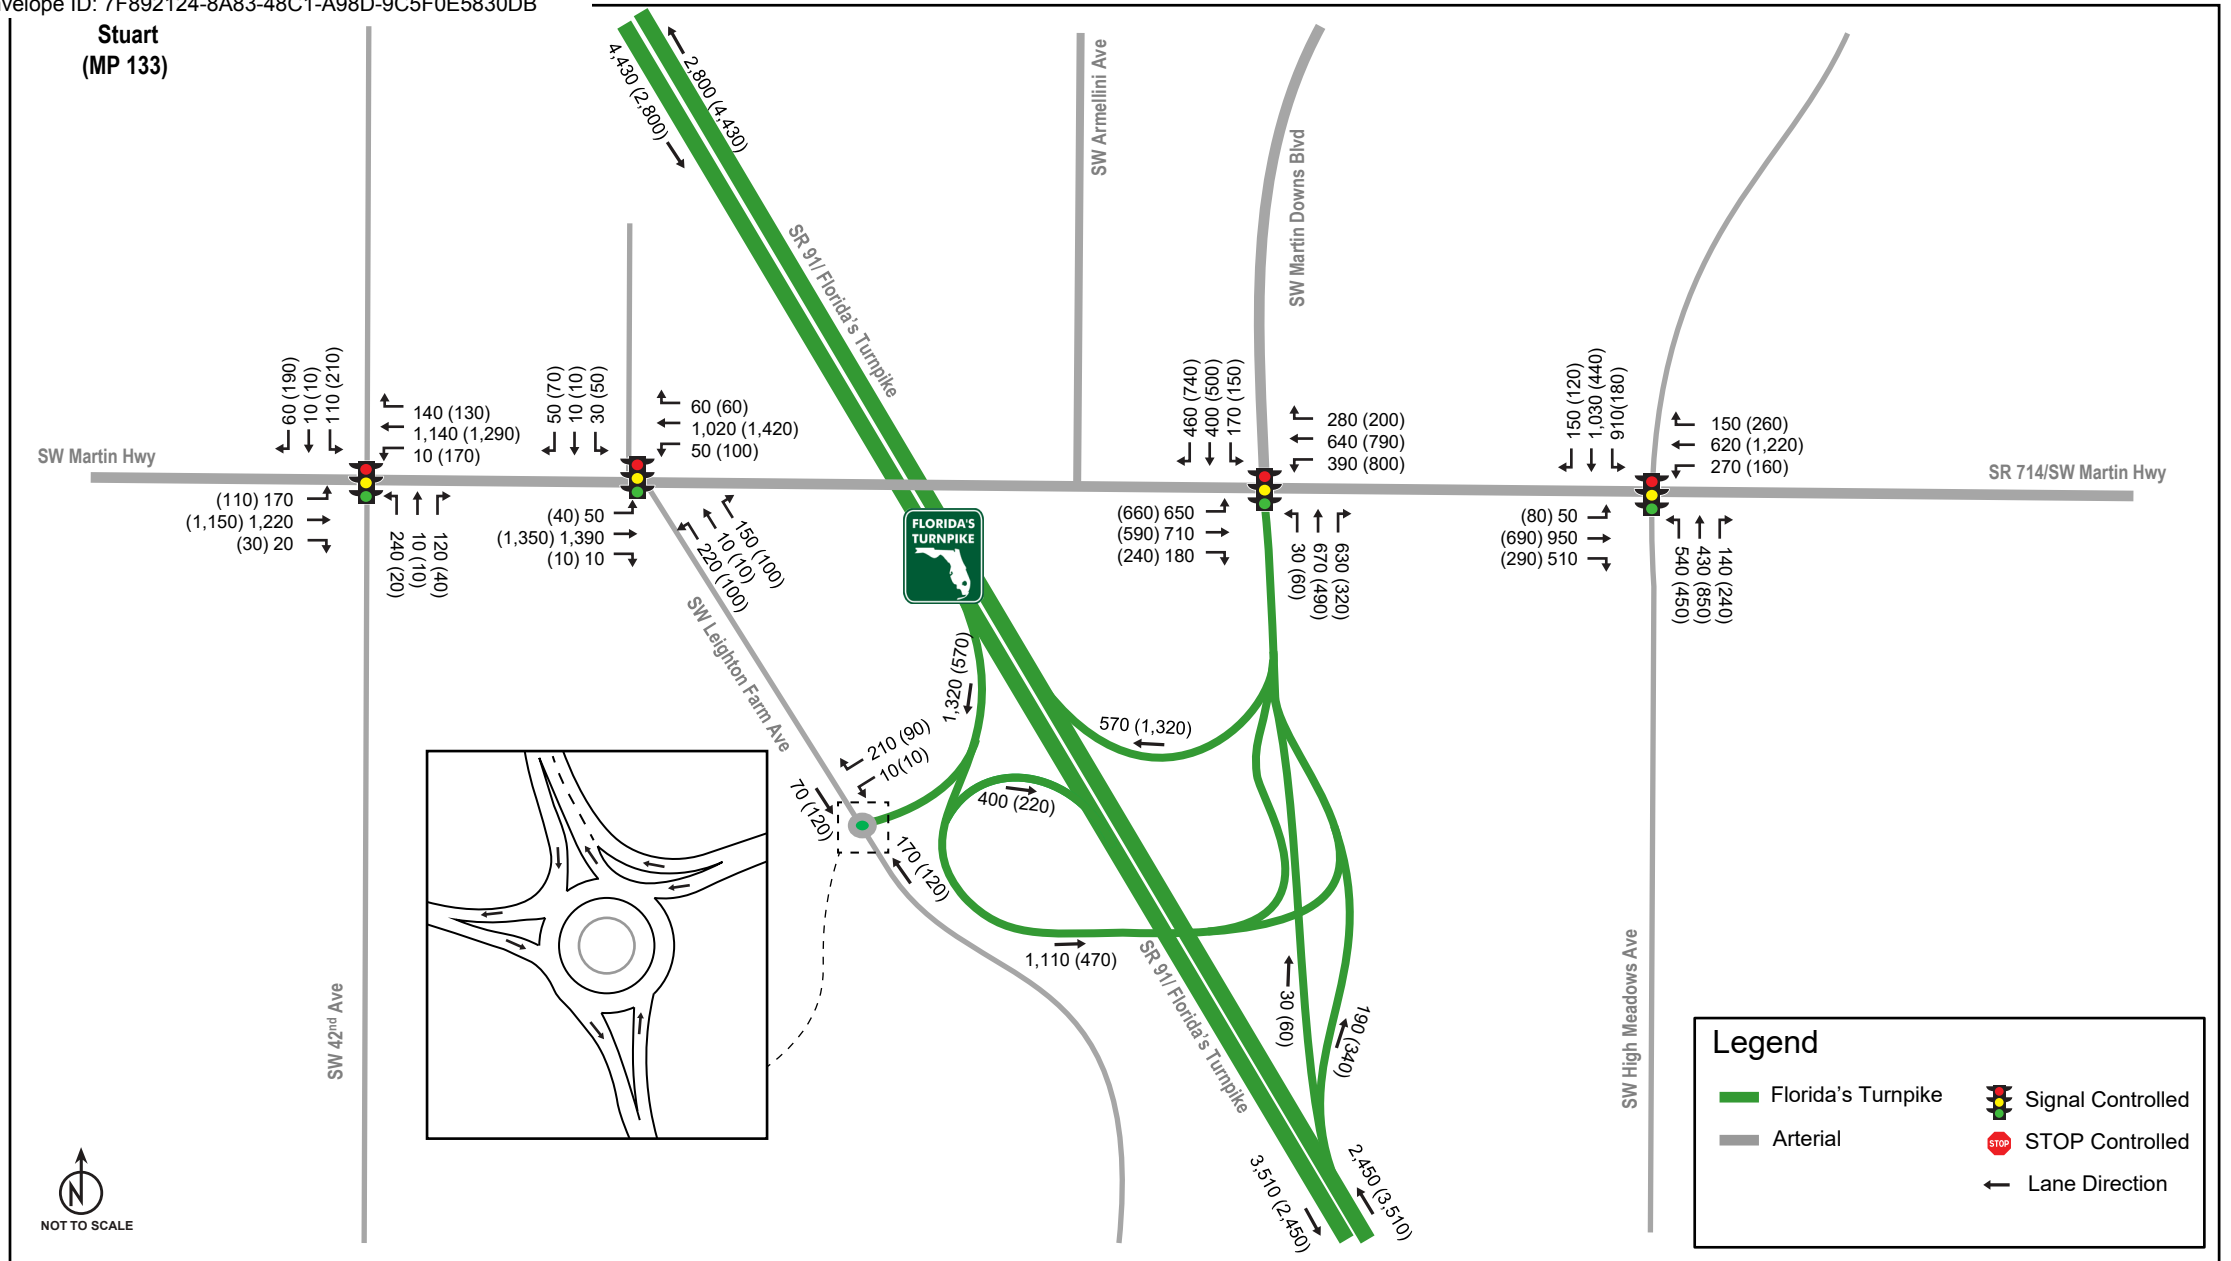 nvelope ID: 7F892124-8A83-48C1-A98D-9C5F0E5830DB
Stuart
(MP 133)
4,430 (2,800)
2,800 (4,430)
SR 91/ Florida's Turnpike
SW Armellini Ave
SW Martin Downs Blvd
60 (190)
10 (10)
110 (210)
140 (130)
1,140 (1,290)
10 (170)
50 (70)
10 (10)
30 (50)
60 (60)
1,020 (1,420)
50 (100)
460 (740)
400 (500)
170 (150)
280 (200)
640 (790)
390 (800)
150 (120)
1,030 (440)
910(180)
150 (260)
620 (1,220)
270 (160)
SW Martin Hwy
SR 714/SW Martin Hwy
(110) 170
(1,150) 1,220
(30) 20
240 (20)
10 (10)
120 (40)
(40) 50
(1,350) 1,390
(10) 10
220 (100)
10 (10)
150 (100)
FLORIDA'S
TURNPIKE
(660) 650
(590) 710
(240) 180
30 (60)
670 (490)
630 (320)
(80) 50
(690) 950
(290) 510
540 (450)
430 (850)
140 (240)
SW Leighton Farm Ave
1,320 (570)
570 (1,320)
210 (90)
10(10)
70 (120)
170 (120)
400 (220)
1,110 (470)
SR 91/ Florida's Turnpike
30 (60)
190 (340)
SW 42nd Ave
SW High Meadows Ave
3,510 (2,450)
2,450 (3,510)
N
NOT TO SCALE
Legend
Florida's Turnpike
Arterial
Signal Controlled
STOP
STOP Controlled
Lane Direction